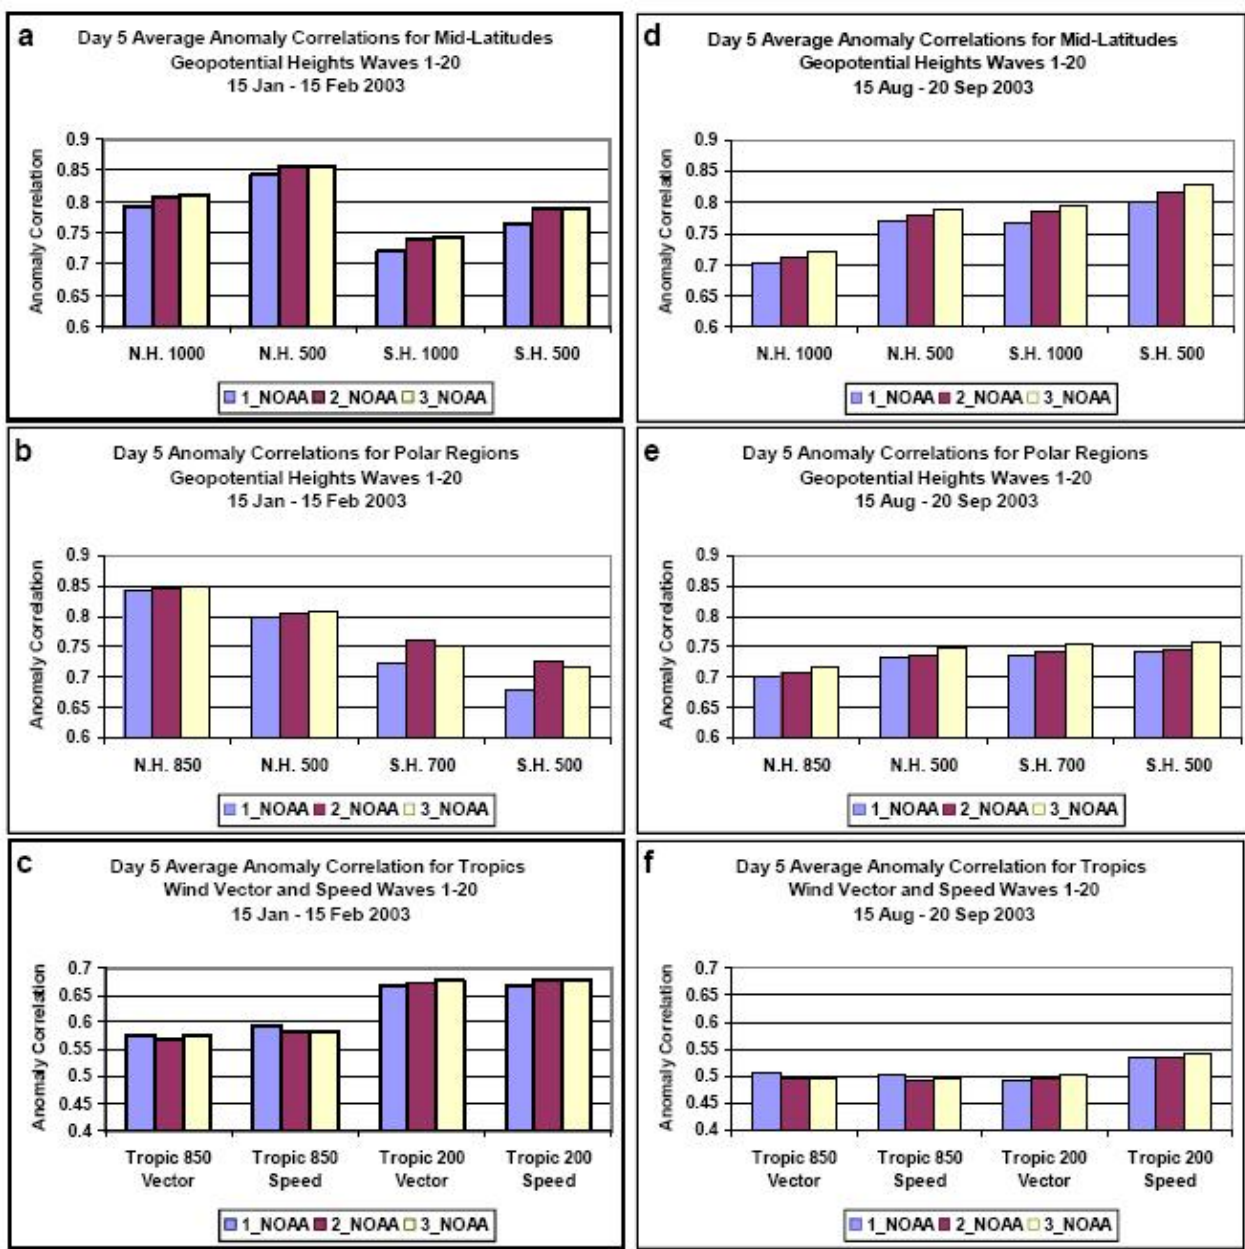 a
Day 5 Average Anomaly Correlations for Mid-Latitudes
Geopotential Heights Waves 1-20
15 Jan - 15 Feb 2003
Anomaly Correlation
0.9
0.85
0.8
0.75
0.7
0.65
0.6
N.H. 1000 N.H. 500 S.H. 1000 S.H. 500
1_NOAA 2_NOAA 3_NOAA
d
Day 5 Average Anomaly Correlations for Mid-Latitudes
Geopotential Heights Waves 1-20
15 Aug - 20 Sep 2003
Anomaly Correlation
0.9
0.85
0.8
0.75
0.7
0.65
0.6
N.H. 1000 N.H. 500 S.H. 1000 S.H. 500
1_NOAA 2_NOAA 3_NOAA
b
Day 5 Anomaly Correlations for Polar Regions
Geopotential Heights Waves 1-20
15 Jan - 15 Feb 2003
Anomaly Correlation
0.9
0.85
0.8
0.75
0.7
0.65
0.6
N.H. 850 N.H. 500 S.H. 700 S.H. 500
1_NOAA 2_NOAA 3_NOAA
e
Day 5 Anomaly Correlations for Polar Regions
Geopotential Heights Waves 1-20
15 Aug - 20 Sep 2003
Anomaly Correlation
0.9
0.85
0.8
0.75
0.7
0.65
0.6
N.H. 850 N.H. 500 S.H. 700 S.H. 500
1_NOAA 2_NOAA 3_NOAA
c
Day 5 Average Anomaly Correlation for Tropics
Wind Vector and Speed Waves 1-20
15 Jan - 15 Feb 2003
Anomaly Correlation
0.7
0.65
0.6
0.55
0.5
0.45
0.4
Tropic 850 Tropic 850 Tropic 200 Tropic 200
Vector Speed Vector Speed
1_NOAA 2_NOAA 3_NOAA
f
Day 5 Average Anomaly Correlation for Tropics
Wind Vector and Speed Waves 1-20
15 Aug - 20 Sep 2003
Anomaly Correlation
0.7
0.65
0.6
0.55
0.5
0.45
0.4
Tropic 850 Tropic 850 Tropic 200 Tropic 200
Vector Speed Vector Speed
1_NOAA 2_NOAA 3_NOAA